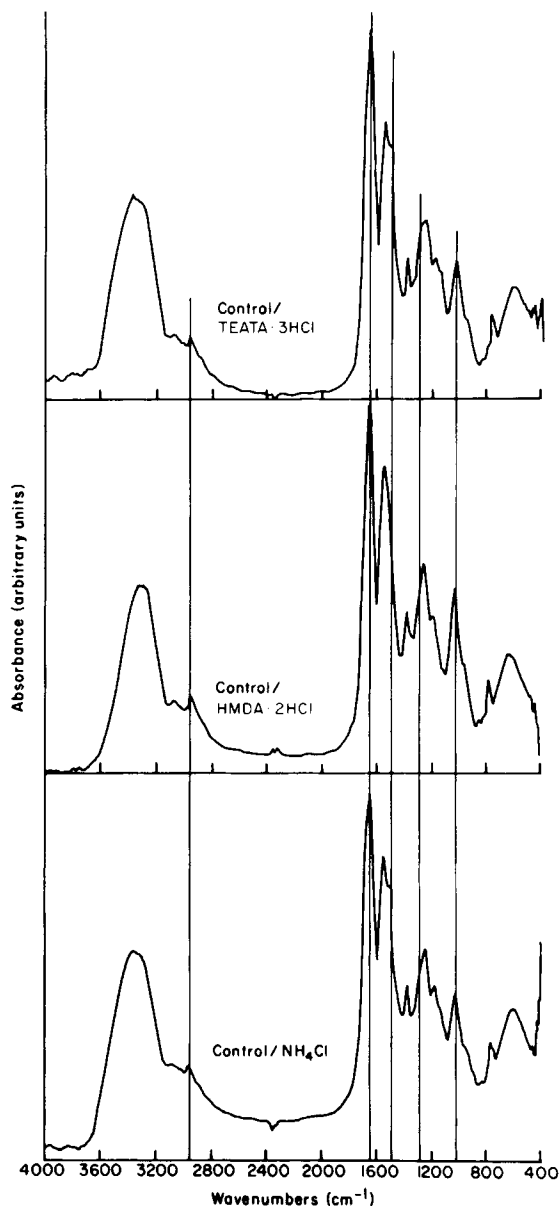 Control/
TEATA·3HCl
Control/
HMDA·2HCl
Control/NH₄Cl
Absorbance (arbitrary units)
4000 3600 3200 2800 2400 2000 1600 1200 800 400
Wavenumbers (cm⁻¹)